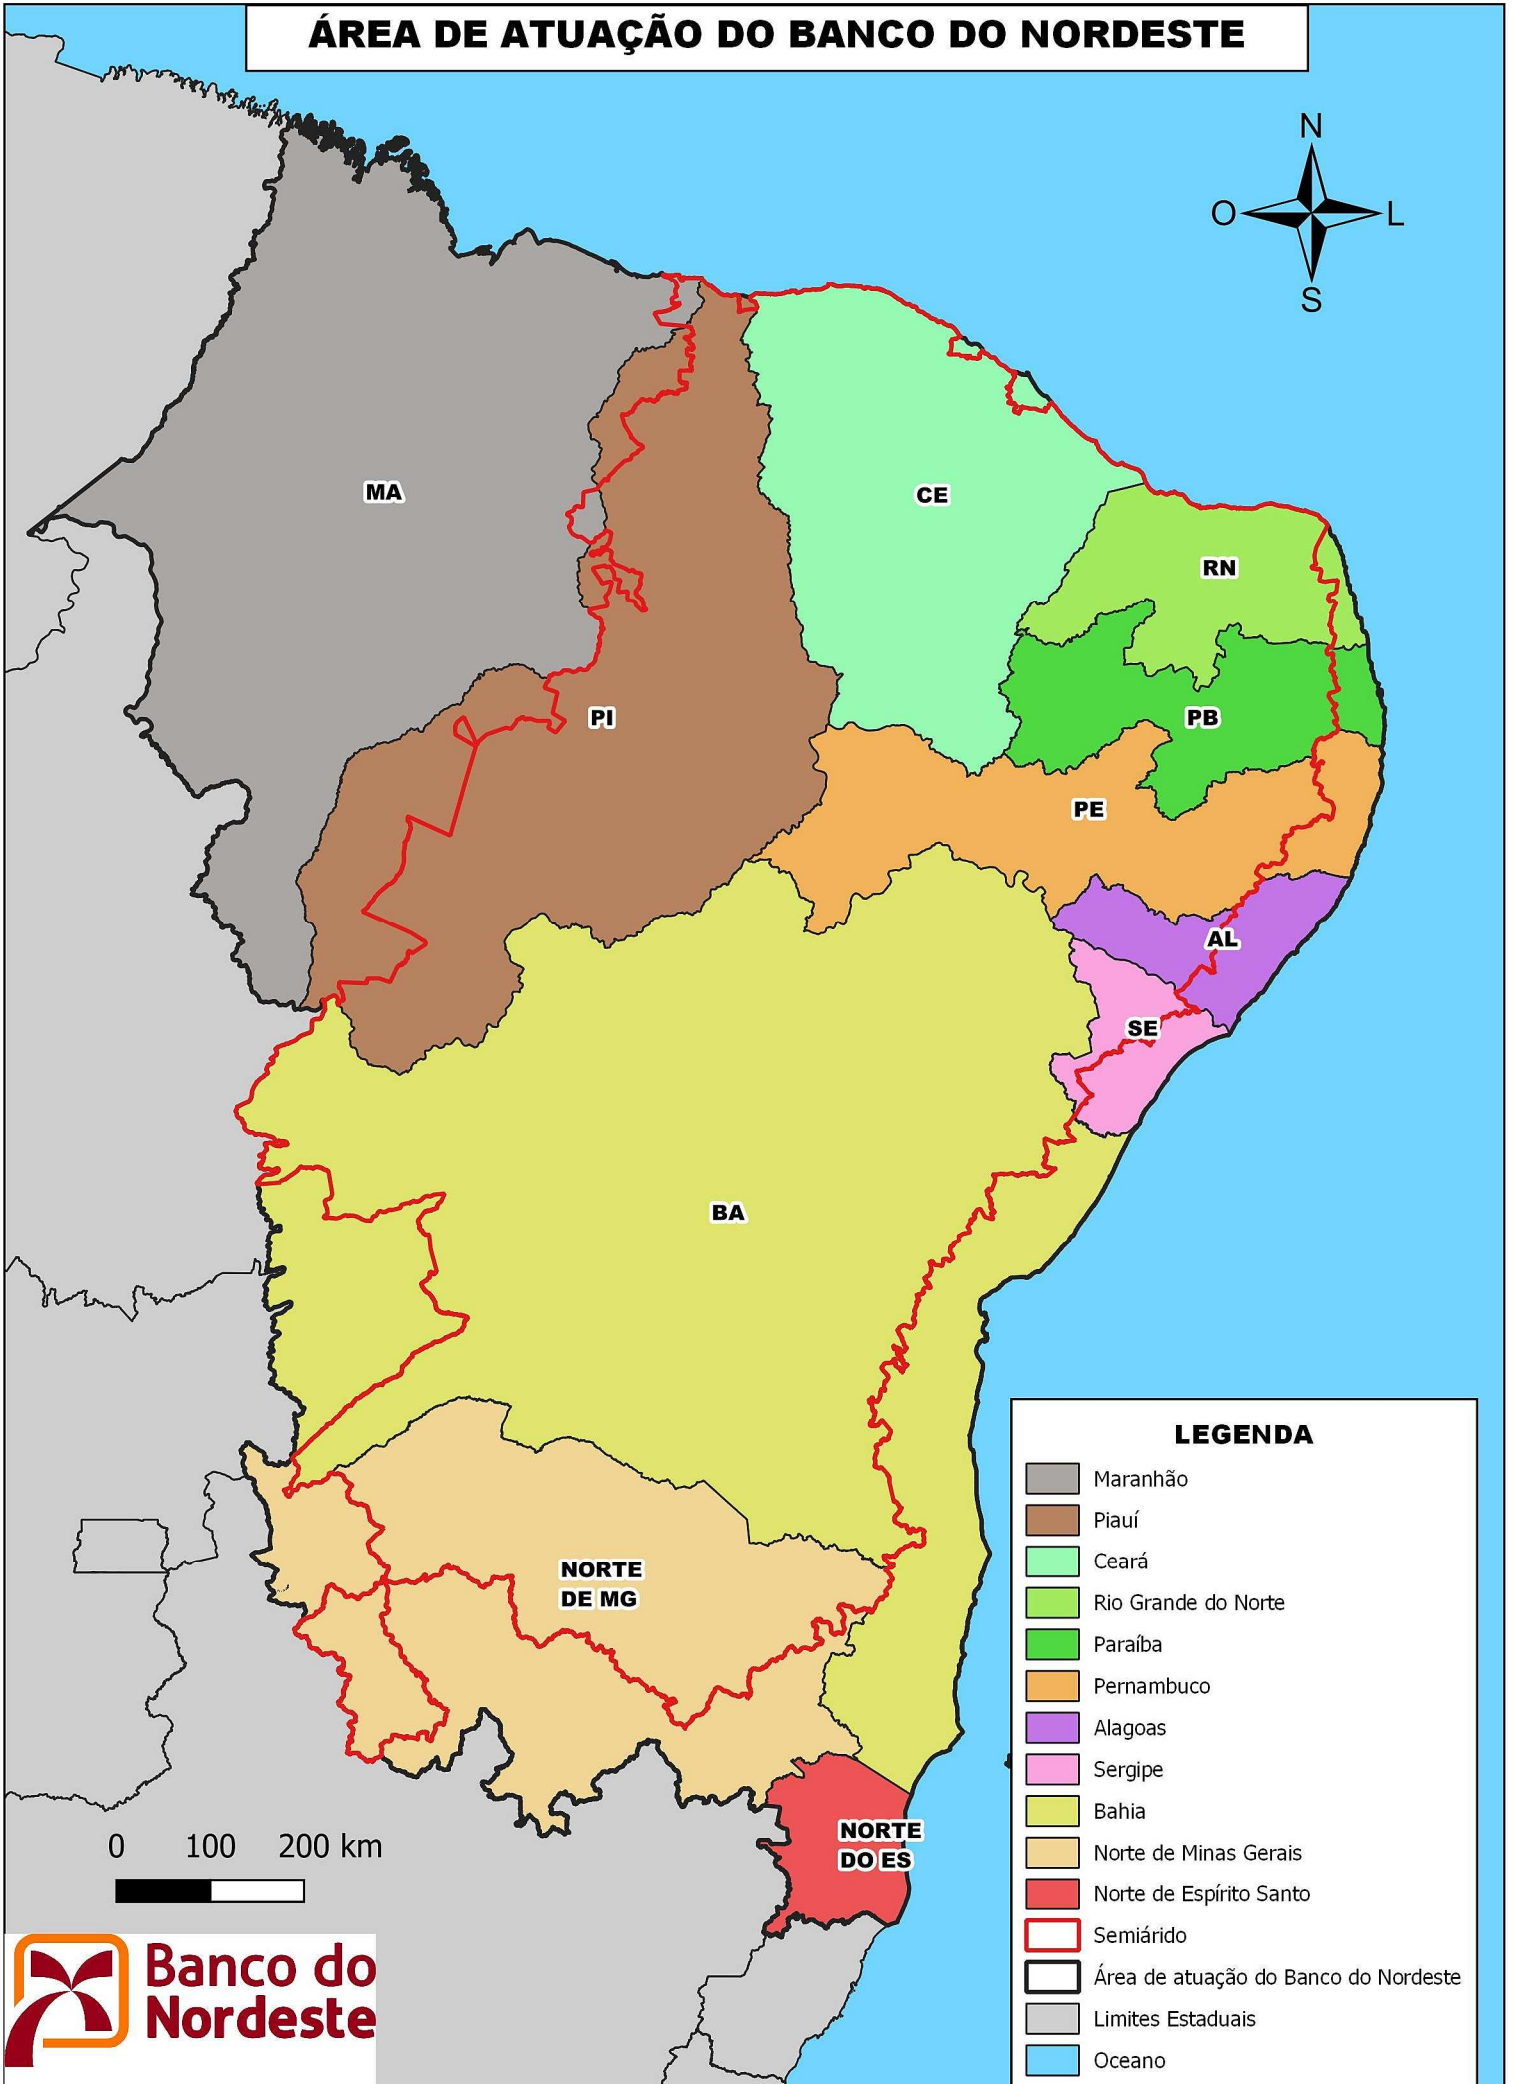 ÁREA DE ATUAÇÃO DO BANCO DO NORDESTE
N
O
L
S
MA
CE
RN
PI
PB
PE
AL
SE
BA
NORTE
DE MG
NORTE
DO ES
0 100 200 km
Banco do
Nordeste
LEGENDA
Maranhão
Piauí
Ceará
Rio Grande do Norte
Paraíba
Pernambuco
Alagoas
Sergipe
Bahia
Norte de Minas Gerais
Norte de Espírito Santo
Semiárido
Área de atuação do Banco do Nordeste
Limites Estaduais
Oceano